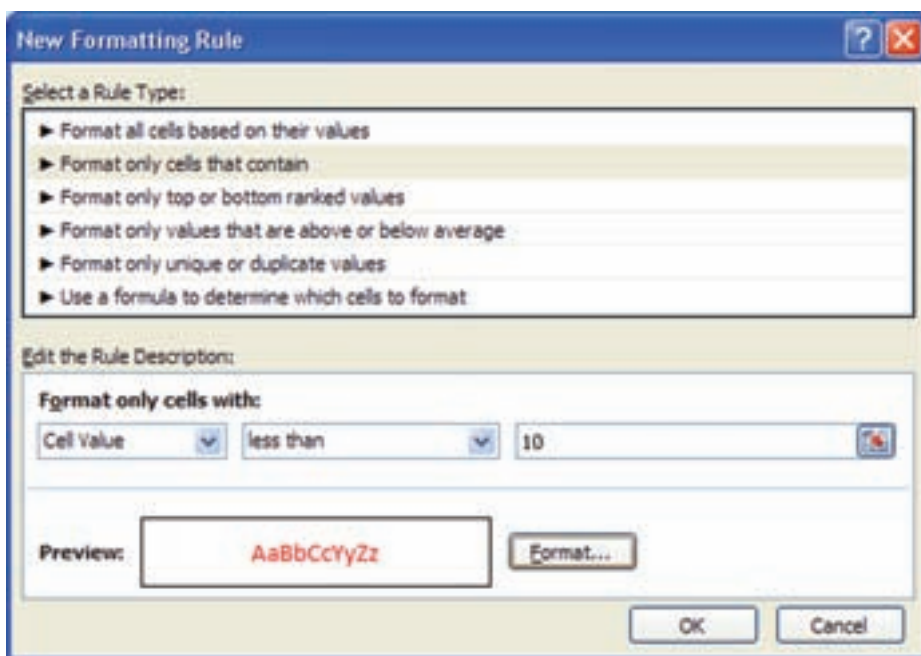 New Formatting Rule
Select a Rule Type:
► Format all cells based on their values
► Format only cells that contain
► Format only top or bottom ranked values
► Format only values that are above or below average
► Format only unique or duplicate values
► Use a formula to determine which cells to format
Edit the Rule Description:
Format only cells with:
Cell Value less than 10
Preview: AaBbCcYyZz Format...
OK Cancel